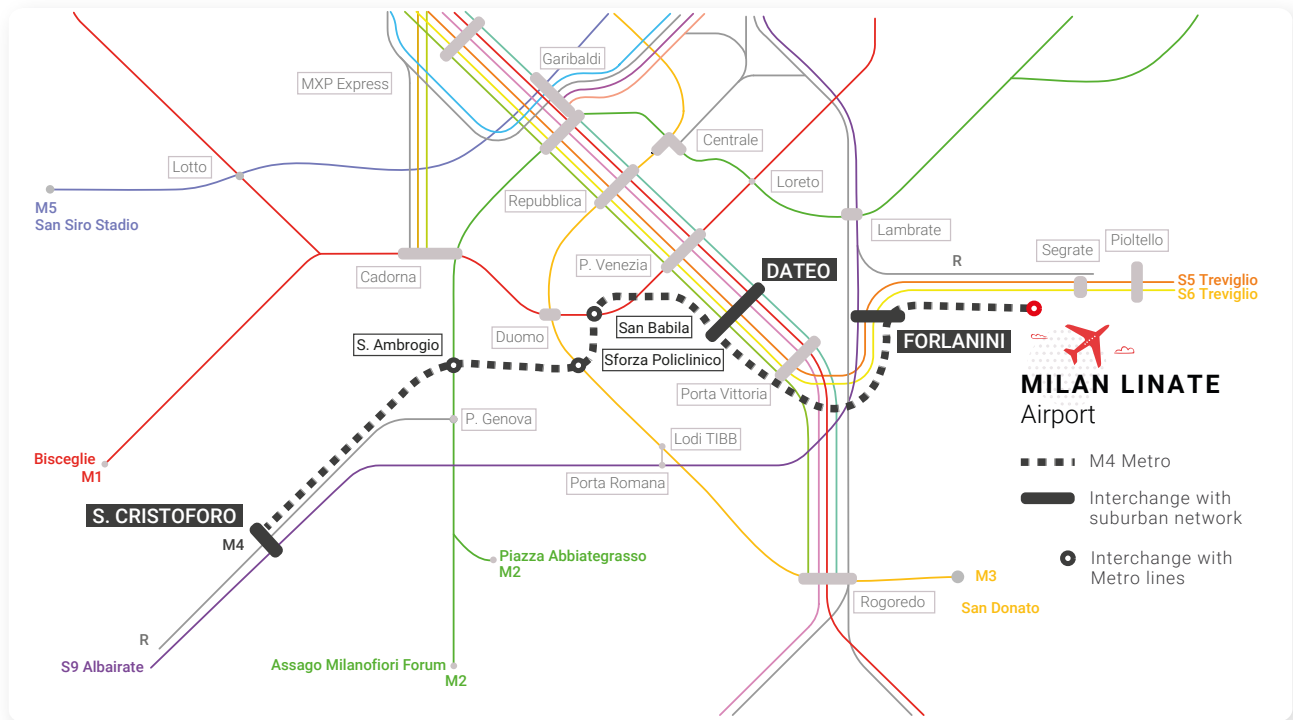 Garibaldi
MXP Express
Centrale
Lotto
Loreto
M5
San Siro Stadio
Repubblica
Lambrate
Pioltello
Segrate
R
P. Venezia
DATEO
Cadorna
S5 Treviglio
S6 Treviglio
San Babila
Duomo
S. Ambrogio
FORLANINI
Sforza Policlinico
MILAN LINATE
Airport
Porta Vittoria
P. Genova
Lodi TIBB
Bisceglie
M1
M4 Metro
Porta Romana
Interchange with
suburban network
S. CRISTOFORO
M4
Piazza Abbiategrasso
M2
Interchange with
Metro lines
M3
San Donato
Rogoredo
R
S9 Albairate
Assago Milanofiori Forum
M2